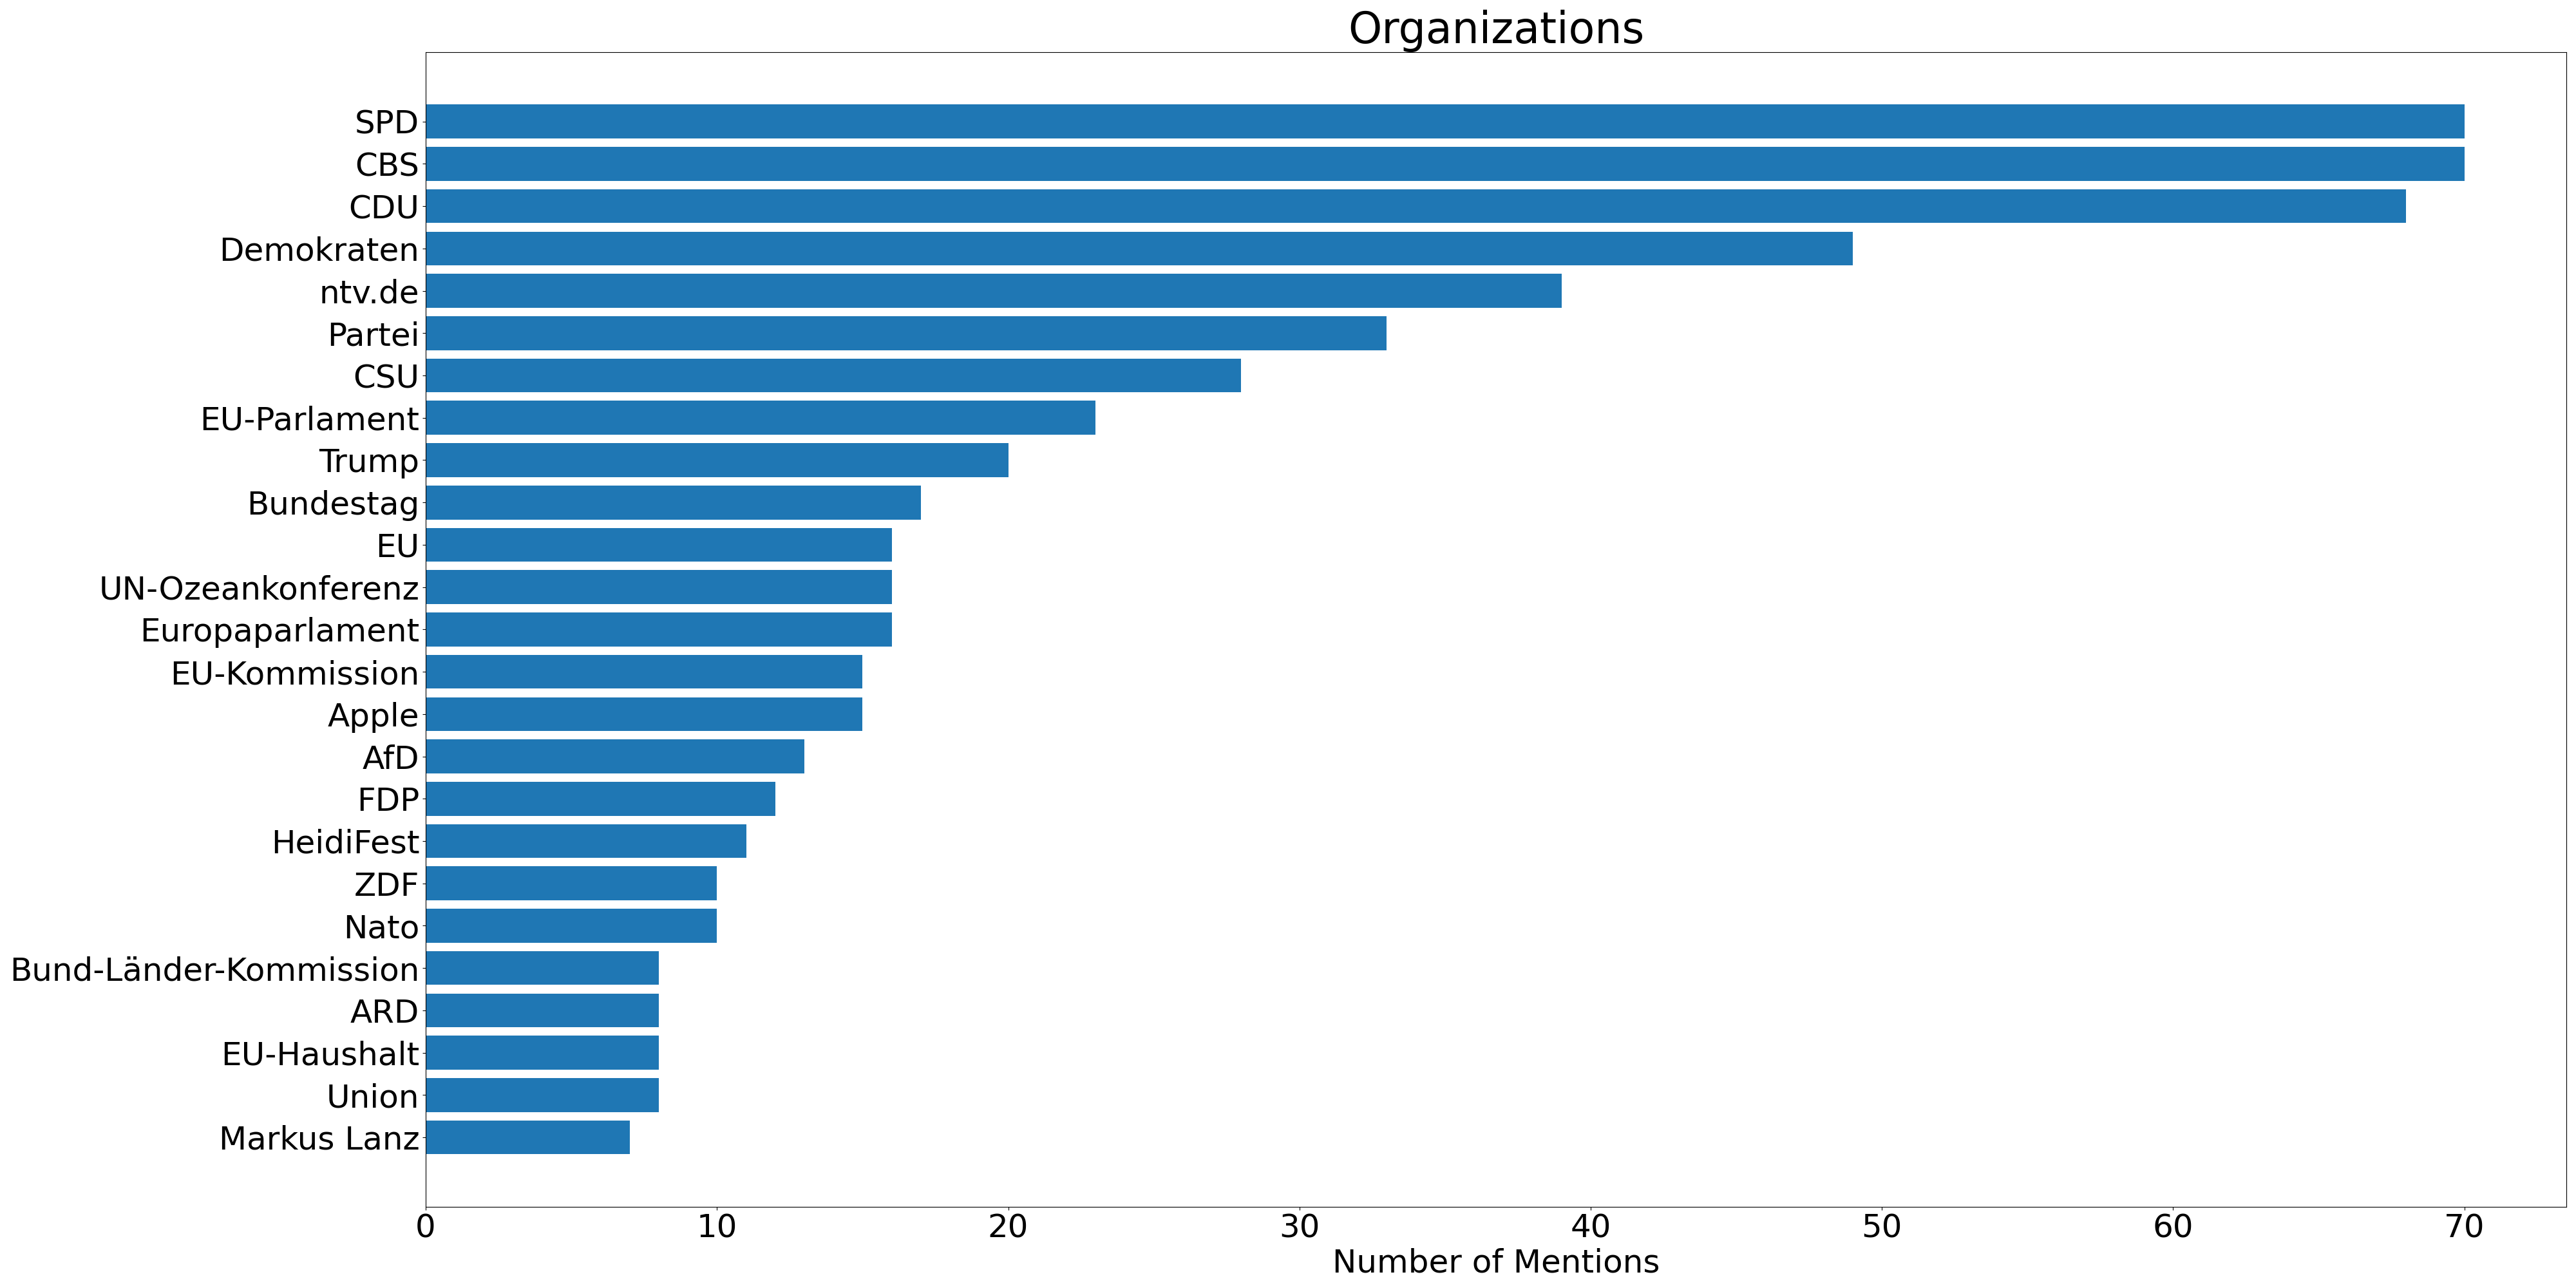 Organizations
SPD
CBS
CDU
Demokraten
ntv.de
Partei
CSU
EU-Parlament
Trump
Bundestag
EU
UN-Ozeankonferenz
Europaparlament
EU-Kommission
Apple
AfD
FDP
HeidiFest
ZDF
Nato
Bund-Länder-Kommission
ARD
EU-Haushalt
Union
Markus Lanz
0 10 20 30 40 50 60 70
Number of Mentions